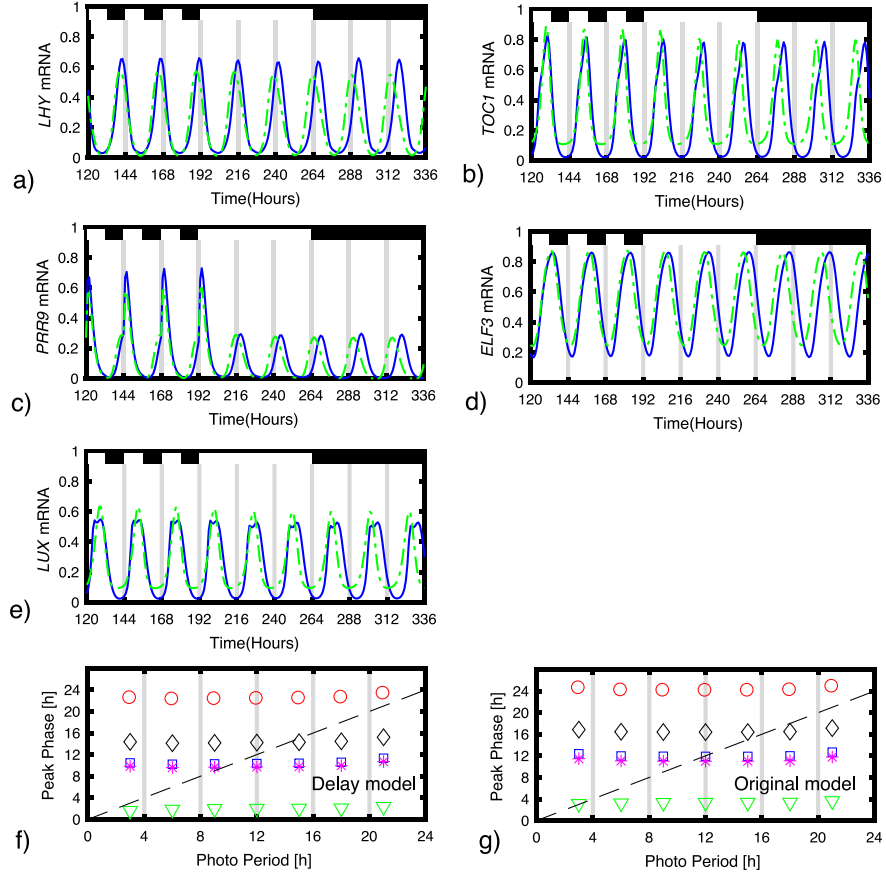 1
0.8
0.6
0.4
0.2
0
LHY mRNA
120 144 168 192 216 240 264 288 312 336
Time(Hours)
a)
1
0.8
0.6
0.4
0.2
0
TOC1 mRNA
120 144 168 192 216 240 264 288 312 336
Time(Hours)
b)
1
0.8
0.6
0.4
0.2
0
PRR9 mRNA
120 144 168 192 216 240 264 288 312 336
Time(Hours)
c)
1
0.8
0.6
0.4
0.2
0
ELF3 mRNA
120 144 168 192 216 240 264 288 312 336
Time(Hours)
d)
1
0.8
0.6
0.4
0.2
0
LUX mRNA
120 144 168 192 216 240 264 288 312 336
Time(Hours)
e)
24
20
16
12
8
4
0
Peak Phase [h]
Delay model
0 4 8 12 16 20 24
Photo Period [h]
f)
24
20
16
12
8
4
0
Peak Phase [h]
Original model
0 4 8 12 16 20 24
Photo Period [h]
g)